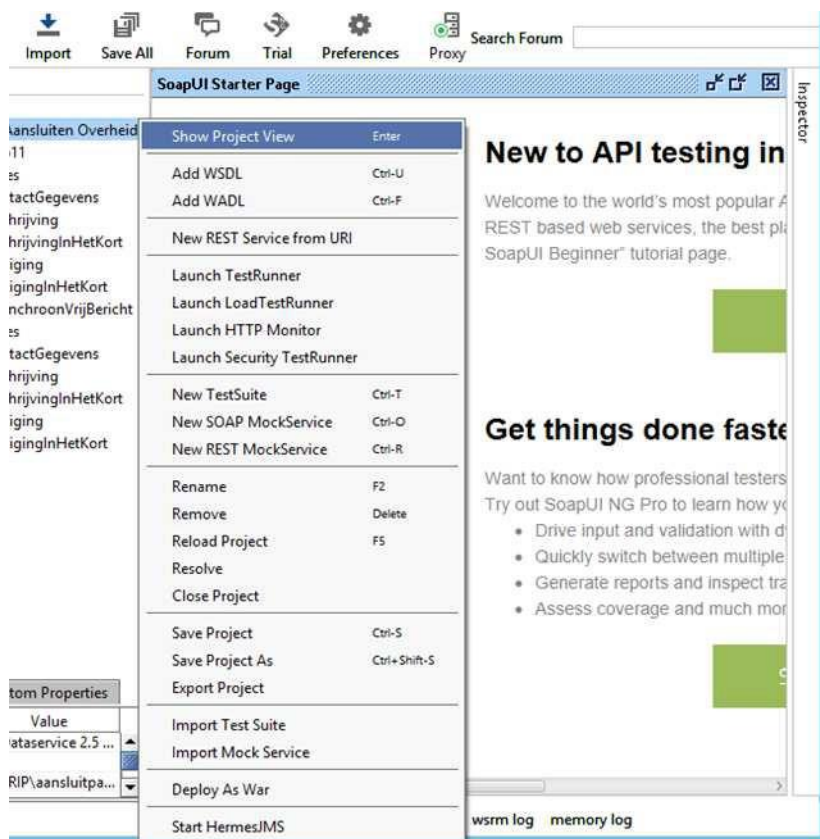 Import Save All Forum Trial Preferences Proxy Search Forum
SoapUI Starter Page
Inspector
Aansluiten Overheid
11
es
tactGegevens
hrijving
hrijvingInHetKort
iging
igingInHetKort
nchroonVrijBericht
es
tactGegevens
hrijving
hrijvingInHetKort
iging
igingInHetKort
Show Project View Enter
Add WSDL Ctrl-U
Add WADL Ctrl-F
New REST Service from URI
Launch TestRunner
Launch LoadTestRunner
Launch HTTP Monitor
Launch Security TestRunner
New TestSuite Ctrl-T
New SOAP MockService Ctrl-O
New REST MockService Ctrl-R
Rename F2
Remove Delete
Reload Project F5
Resolve
Close Project
Save Project Ctrl-S
Save Project As Ctrl+Shift-S
Export Project
Import Test Suite
Import Mock Service
Deploy As War
Start HermesJMS
New to API testing in
Welcome to the world's most popular A
REST based web services, the best pla
SoapUI Beginner" tutorial page.
Get things done faste
Want to know how professional testers
Try out SoapUI NG Pro to learn how yo
• Drive input and validation with d
• Quickly switch between multiple
• Generate reports and inspect tra
• Assess coverage and much mor
S
tom Properties
Value
ataservice 2.5 ...
RIP\aansluitpa...
wsrm log memory log